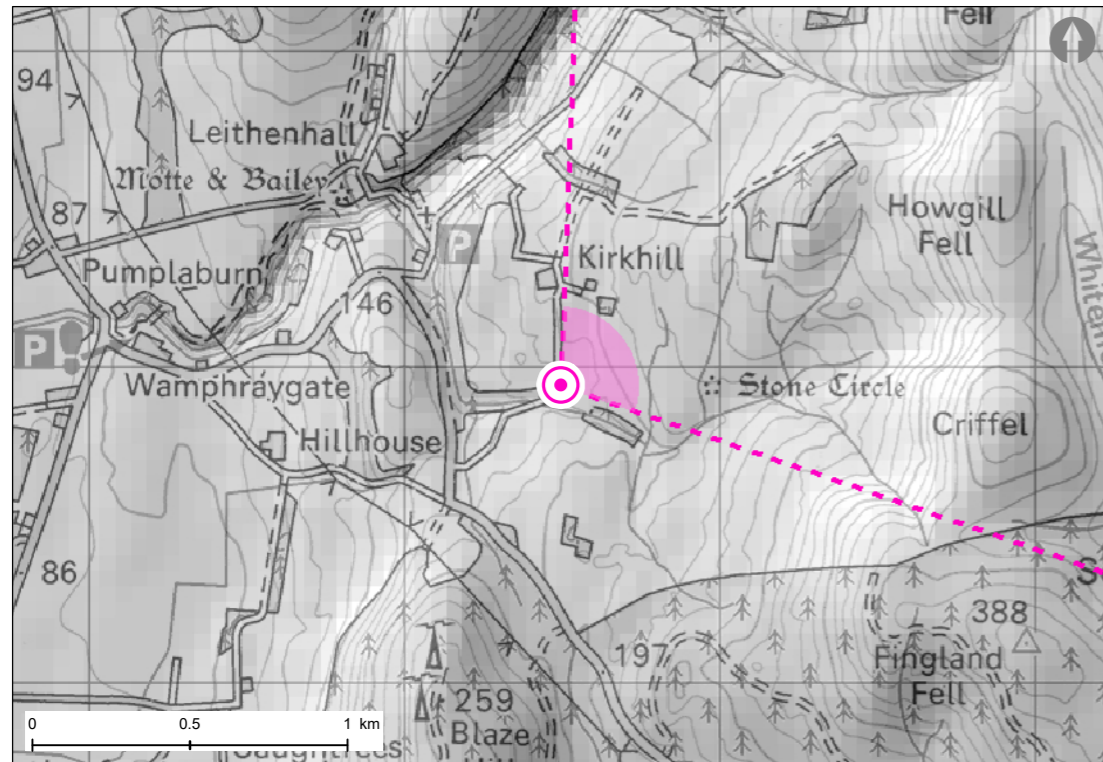 Fell
94
Leithenhall
Motte & Bailey
87
Howgill
Fell
P
Kirkhill
Pumplaburn
146
P
Wamphraygate
Stone Circle
Criffel
Hillhouse
86
388
197
Fingland
Fell
259
Blaze
0 0.5 1 km